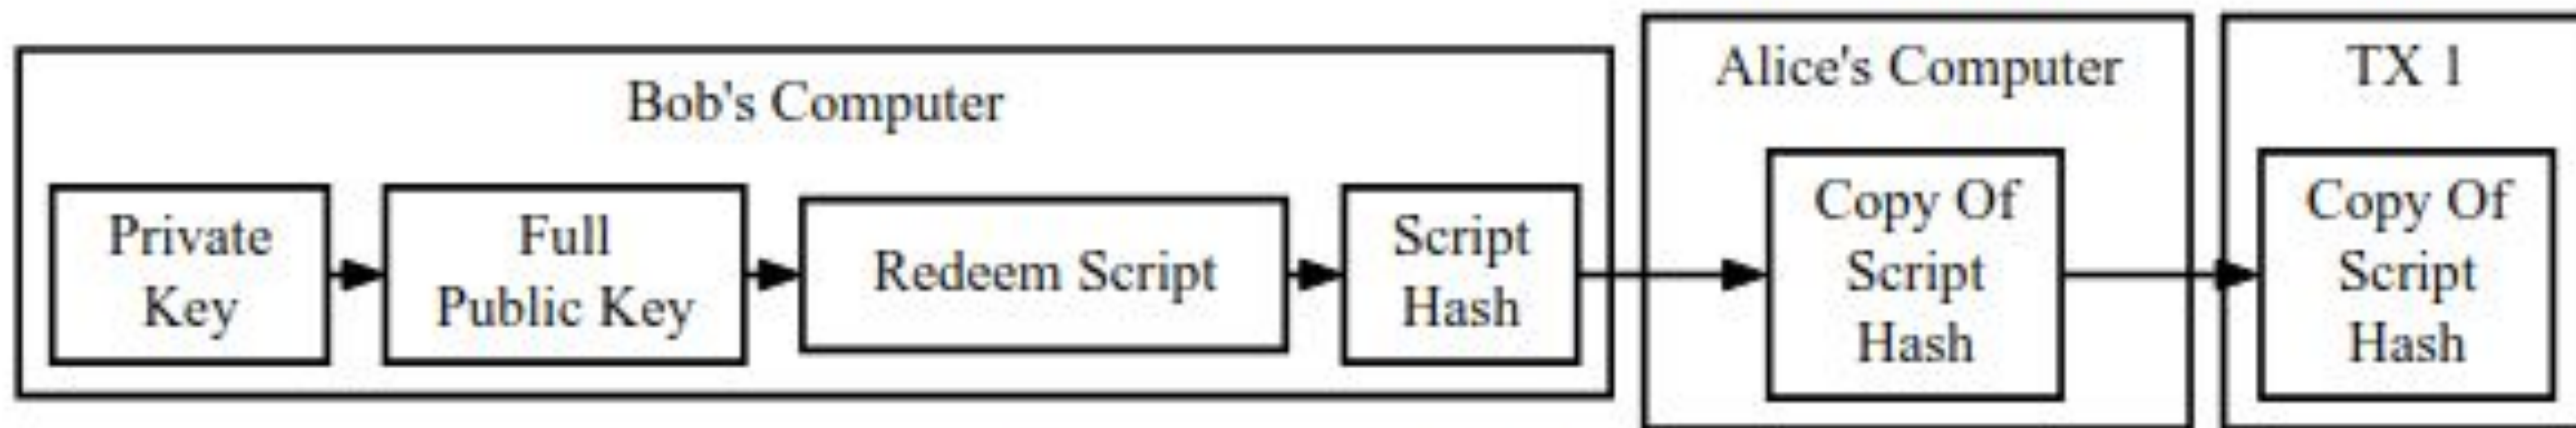 Bob's Computer
Private
Key
Full
Public Key
Redeem Script
Script
Hash
Alice's Computer
Copy Of
Script
Hash
TX 1
Copy Of
Script
Hash